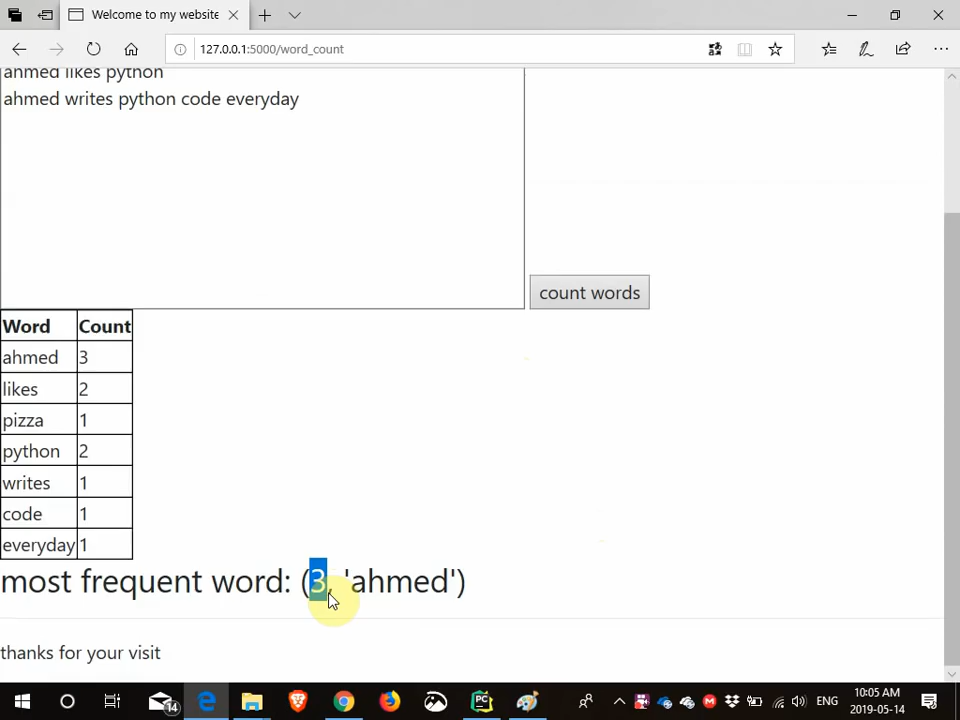 Welcome to my website
127.0.0.1:5000/word_count
ahmed likes python
ahmed writes python code everyday
count words
Word Count
ahmed 3
likes 2
pizza 1
python 2
writes 1
code 1
everyday 1
most frequent word: (3, 'ahmed')
thanks for your visit
14
PC
ENG
10:05 AM
2019-05-14